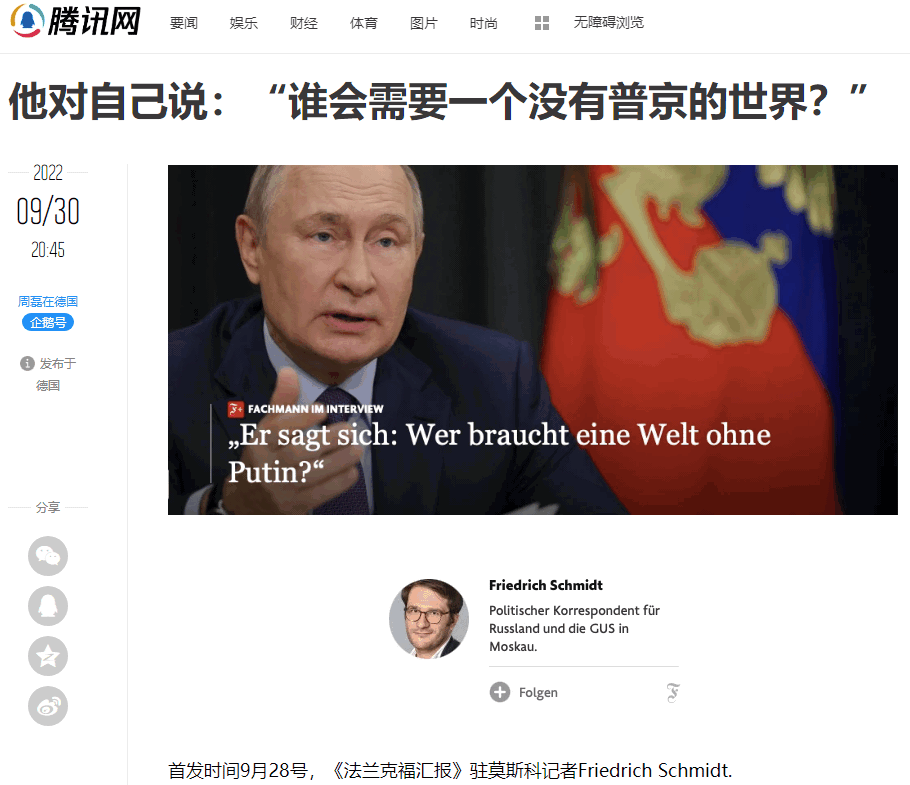 腾讯网
要闻 娱乐 财经 体育 图片 时尚 无障碍浏览
他对自己说：“谁会需要一个没有普京的世界？”
2022
09/30
20:45
周磊在德国
企鹅号
发布于
德国
分享
F+ FACHMANN IM INTERVIEW
„Er sagt sich: Wer braucht eine Welt ohne
Putin?“
Friedrich Schmidt
Politischer Korrespondent für
Russland und die GUS in
Moskau.
Folgen
F
首发时间9月28号，《法兰克福汇报》驻莫斯科记者Friedrich Schmidt.